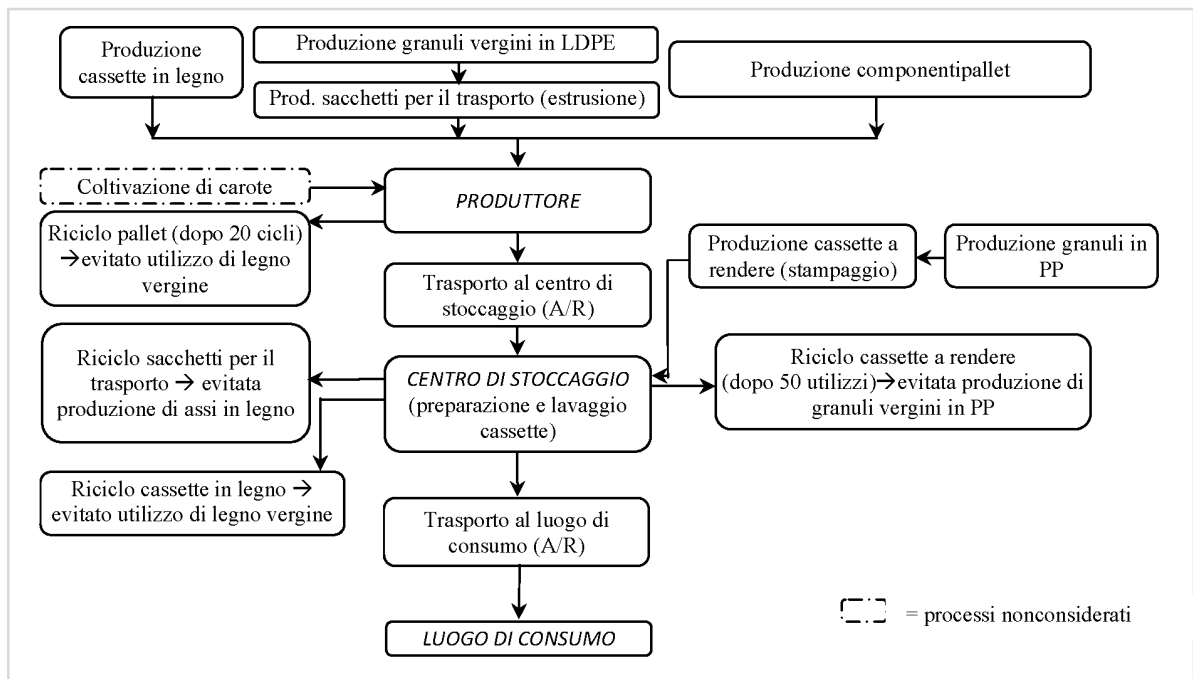 Produzione
cassette in legno
Produzione granuli vergini in LDPE
Prod. sacchetti per il trasporto (estrusione)
Produzione componentipallet
Coltivazione di carote
PRODUTTORE
Riciclo pallet (dopo 20 cicli)
→evitato utilizzo di legno
vergine
Trasporto al centro di
stoccaggio (A/R)
Produzione cassette a
rendere (stampaggio)
Produzione granuli in
PP
Riciclo sacchetti per il
trasporto → evitata
produzione di assi in legno
CENTRO DI STOCCAGGIO
(preparazione e lavaggio
cassette)
Riciclo cassette a rendere
(dopo 50 utilizzi)→evitata produzione di
granuli vergini in PP
Riciclo cassette in legno →
evitato utilizzo di legno vergine
Trasporto al luogo di
consumo (A/R)
LUOGO DI CONSUMO
= processi nonconsiderati